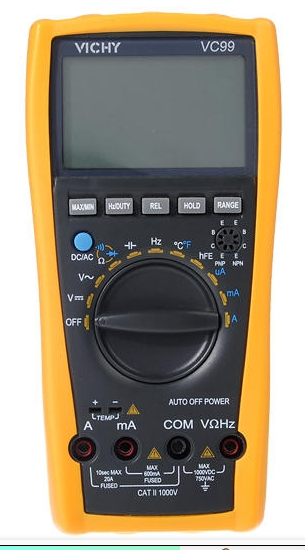 VICHY VC99
MAX/MIN Hz/DUTY REL HOLD RANGE
E E
B B
C C
E E
PNP NPN
hFE
DC/AC
Ω
Hz
°C°F
V~
V⎓
OFF
uA
mA
A
AUTO OFF POWER
+ −
TEMP
A mA COM VΩHz
10sec MAX
20A
FUSED
MAX
600mA
FUSED
MAX
1000VDC
750VAC
CAT II 1000V